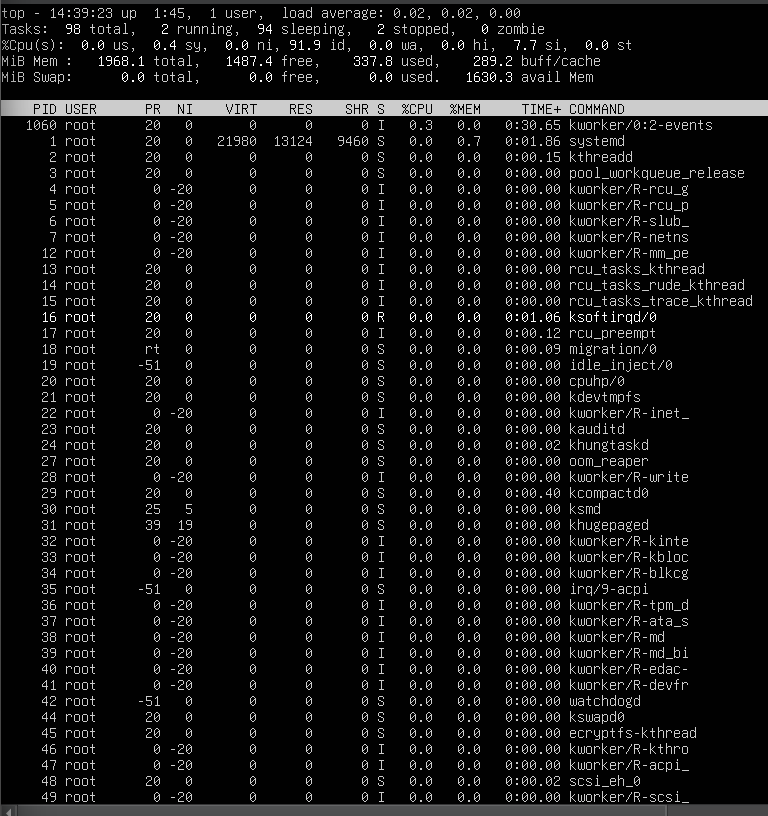 top - 14:39:23 up  1:45,  1 user,  load average: 0.02, 0.02, 0.00
Tasks:  98 total,   2 running,  94 sleeping,   2 stopped,   0 zombie
%Cpu(s):  0.0 us,  0.4 sy,  0.0 ni, 91.9 id,  0.0 wa,  0.0 hi,  7.7 si,  0.0 st
MiB Mem :   1968.1 total,   1487.4 free,    337.8 used,    289.2 buff/cache
MiB Swap:      0.0 total,      0.0 free,      0.0 used.   1630.3 avail Mem
PID USER      PR  NI    VIRT    RES    SHR S  %CPU  %MEM     TIME+ COMMAND
1060 root      20   0       0      0      0 I   0.3   0.0   0:30.65 kworker/0:2-events
1 root      20   0   21980  13124   9460 S   0.0   0.7   0:01.86 systemd
2 root      20   0       0      0      0 S   0.0   0.0   0:00.15 kthreadd
3 root      20   0       0      0      0 S   0.0   0.0   0:00.00 pool_workqueue_release
4 root       0 -20       0      0      0 I   0.0   0.0   0:00.00 kworker/R-rcu_g
5 root       0 -20       0      0      0 I   0.0   0.0   0:00.00 kworker/R-rcu_p
6 root       0 -20       0      0      0 I   0.0   0.0   0:00.00 kworker/R-slub_
7 root       0 -20       0      0      0 I   0.0   0.0   0:00.00 kworker/R-netns
12 root       0 -20       0      0      0 I   0.0   0.0   0:00.00 kworker/R-mm_pe
13 root      20   0       0      0      0 I   0.0   0.0   0:00.00 rcu_tasks_kthread
14 root      20   0       0      0      0 I   0.0   0.0   0:00.00 rcu_tasks_rude_kthread
15 root      20   0       0      0      0 I   0.0   0.0   0:00.00 rcu_tasks_trace_kthread
16 root      20   0       0      0      0 R   0.0   0.0   0:01.06 ksoftirqd/0
17 root      20   0       0      0      0 I   0.0   0.0   0:00.12 rcu_preempt
18 root      rt   0       0      0      0 S   0.0   0.0   0:00.09 migration/0
19 root     -51   0       0      0      0 S   0.0   0.0   0:00.00 idle_inject/0
20 root      20   0       0      0      0 S   0.0   0.0   0:00.00 cpuhp/0
21 root      20   0       0      0      0 S   0.0   0.0   0:00.00 kdevtmpfs
22 root       0 -20       0      0      0 I   0.0   0.0   0:00.00 kworker/R-inet_
23 root      20   0       0      0      0 S   0.0   0.0   0:00.00 kauditd
24 root      20   0       0      0      0 S   0.0   0.0   0:00.02 khungtaskd
27 root      20   0       0      0      0 S   0.0   0.0   0:00.00 oom_reaper
28 root       0 -20       0      0      0 I   0.0   0.0   0:00.00 kworker/R-write
29 root      20   0       0      0      0 S   0.0   0.0   0:00.40 kcompactd0
30 root      25   5       0      0      0 S   0.0   0.0   0:00.00 ksmd
31 root      39  19       0      0      0 S   0.0   0.0   0:00.00 khugepaged
32 root       0 -20       0      0      0 I   0.0   0.0   0:00.00 kworker/R-kinte
33 root       0 -20       0      0      0 I   0.0   0.0   0:00.00 kworker/R-kbloc
34 root       0 -20       0      0      0 I   0.0   0.0   0:00.00 kworker/R-blkcg
35 root     -51   0       0      0      0 S   0.0   0.0   0:00.00 irq/9-acpi
36 root       0 -20       0      0      0 I   0.0   0.0   0:00.00 kworker/R-tpm_d
37 root       0 -20       0      0      0 I   0.0   0.0   0:00.00 kworker/R-ata_s
38 root       0 -20       0      0      0 I   0.0   0.0   0:00.00 kworker/R-md
39 root       0 -20       0      0      0 I   0.0   0.0   0:00.00 kworker/R-md_bi
40 root       0 -20       0      0      0 I   0.0   0.0   0:00.00 kworker/R-edac-
41 root       0 -20       0      0      0 I   0.0   0.0   0:00.00 kworker/R-devfr
42 root     -51   0       0      0      0 S   0.0   0.0   0:00.00 watchdogd
44 root      20   0       0      0      0 S   0.0   0.0   0:00.00 kswapd0
45 root      20   0       0      0      0 S   0.0   0.0   0:00.00 ecryptfs-kthread
46 root       0 -20       0      0      0 I   0.0   0.0   0:00.00 kworker/R-kthro
47 root       0 -20       0      0      0 I   0.0   0.0   0:00.00 kworker/R-acpi_
48 root      20   0       0      0      0 S   0.0   0.0   0:00.02 scsi_eh_0
49 root       0 -20       0      0      0 I   0.0   0.0   0:00.00 kworker/R-scsi_